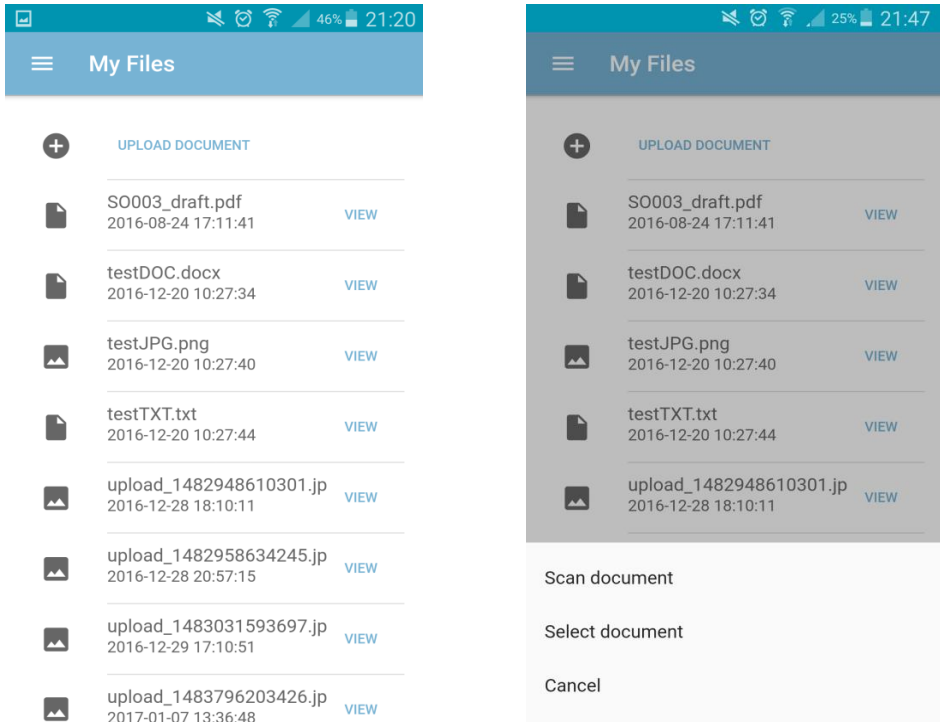 46% 21:20
My Files
UPLOAD DOCUMENT
SO003_draft.pdf
2016-08-24 17:11:41
VIEW
testDOC.docx
2016-12-20 10:27:34
VIEW
testJPG.png
2016-12-20 10:27:40
VIEW
testTXT.txt
2016-12-20 10:27:44
VIEW
upload_1482948610301.jp
2016-12-28 18:10:11
VIEW
upload_1482958634245.jp
2016-12-28 20:57:15
VIEW
upload_1483031593697.jp
2016-12-29 17:10:51
VIEW
upload_1483796203426.jp
2017-01-07 13:36:48
VIEW
25% 21:47
My Files
UPLOAD DOCUMENT
SO003_draft.pdf
2016-08-24 17:11:41
VIEW
testDOC.docx
2016-12-20 10:27:34
VIEW
testJPG.png
2016-12-20 10:27:40
VIEW
testTXT.txt
2016-12-20 10:27:44
VIEW
upload_1482948610301.jp
2016-12-28 18:10:11
VIEW
Scan document
Select document
Cancel